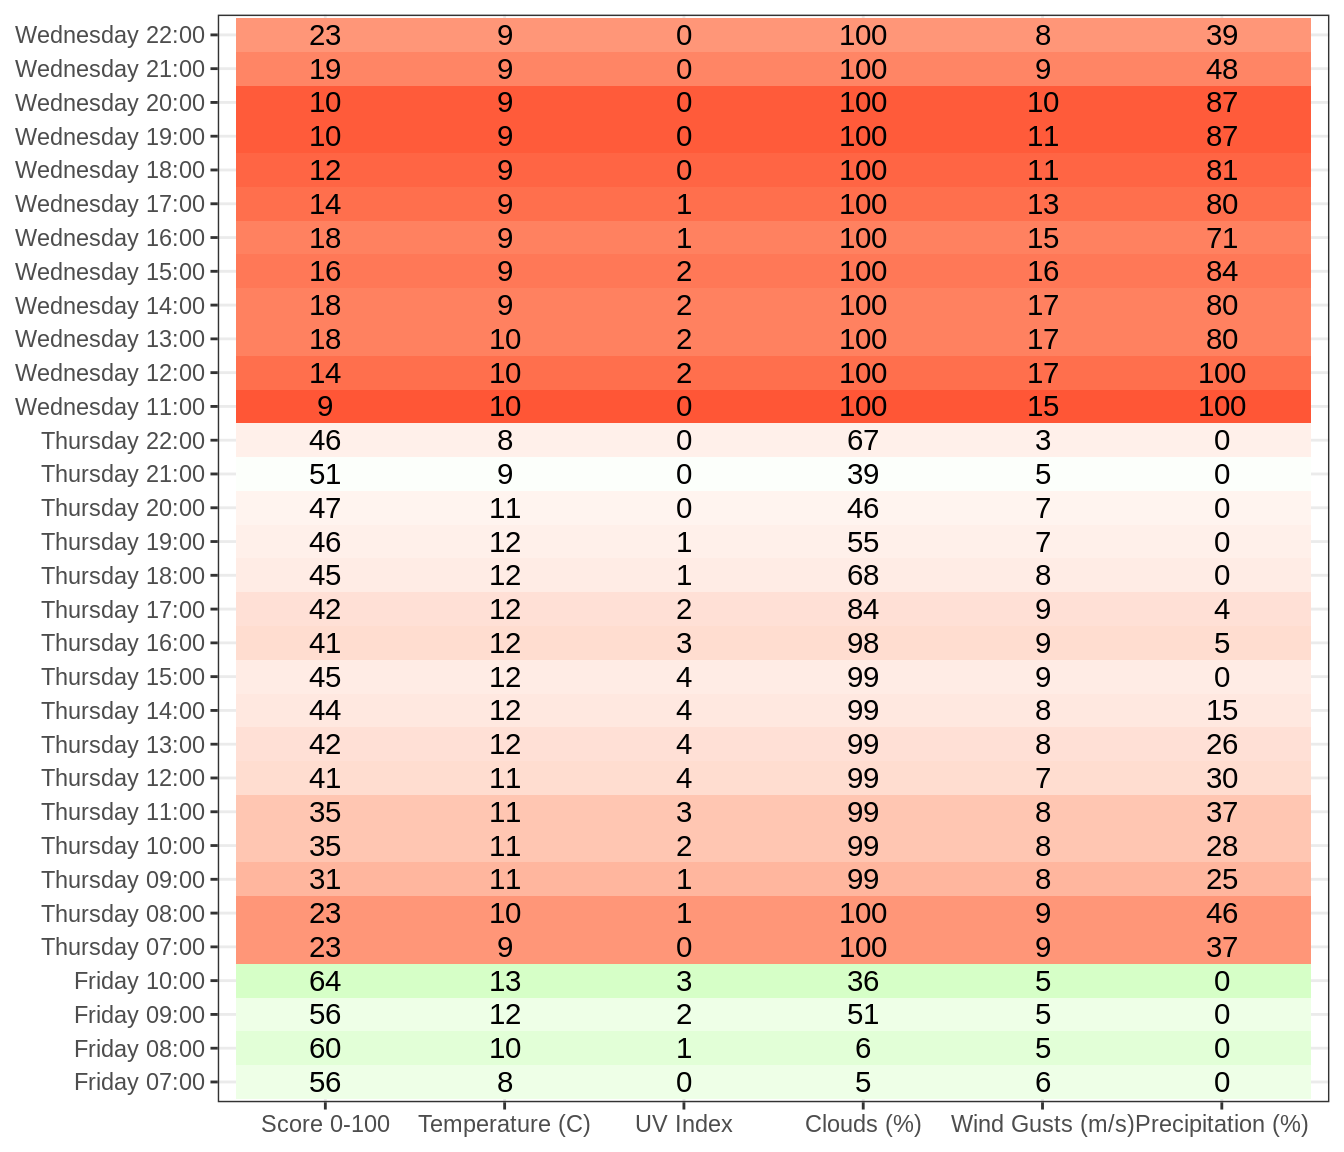 Wednesday 22:00 23 9 0 100 8 39
Wednesday 21:00 19 9 0 100 9 48
Wednesday 20:00 10 9 0 100 10 87
Wednesday 19:00 10 9 0 100 11 87
Wednesday 18:00 12 9 0 100 11 81
Wednesday 17:00 14 9 1 100 13 80
Wednesday 16:00 18 9 1 100 15 71
Wednesday 15:00 16 9 2 100 16 84
Wednesday 14:00 18 9 2 100 17 80
Wednesday 13:00 18 10 2 100 17 80
Wednesday 12:00 14 10 2 100 17 100
Wednesday 11:00 9 10 0 100 15 100
Thursday 22:00 46 8 0 67 3 0
Thursday 21:00 51 9 0 39 5 0
Thursday 20:00 47 11 0 46 7 0
Thursday 19:00 46 12 1 55 7 0
Thursday 18:00 45 12 1 68 8 0
Thursday 17:00 42 12 2 84 9 4
Thursday 16:00 41 12 3 98 9 5
Thursday 15:00 45 12 4 99 9 0
Thursday 14:00 44 12 4 99 8 15
Thursday 13:00 42 12 4 99 8 26
Thursday 12:00 41 11 4 99 7 30
Thursday 11:00 35 11 3 99 8 37
Thursday 10:00 35 11 2 99 8 28
Thursday 09:00 31 11 1 99 8 25
Thursday 08:00 23 10 1 100 9 46
Thursday 07:00 23 9 0 100 9 37
Friday 10:00 64 13 3 36 5 0
Friday 09:00 56 12 2 51 5 0
Friday 08:00 60 10 1 6 5 0
Friday 07:00 56 8 0 5 6 0
Score 0-100 Temperature (C) UV Index Clouds (%) Wind Gusts (m/s) Precipitation (%)